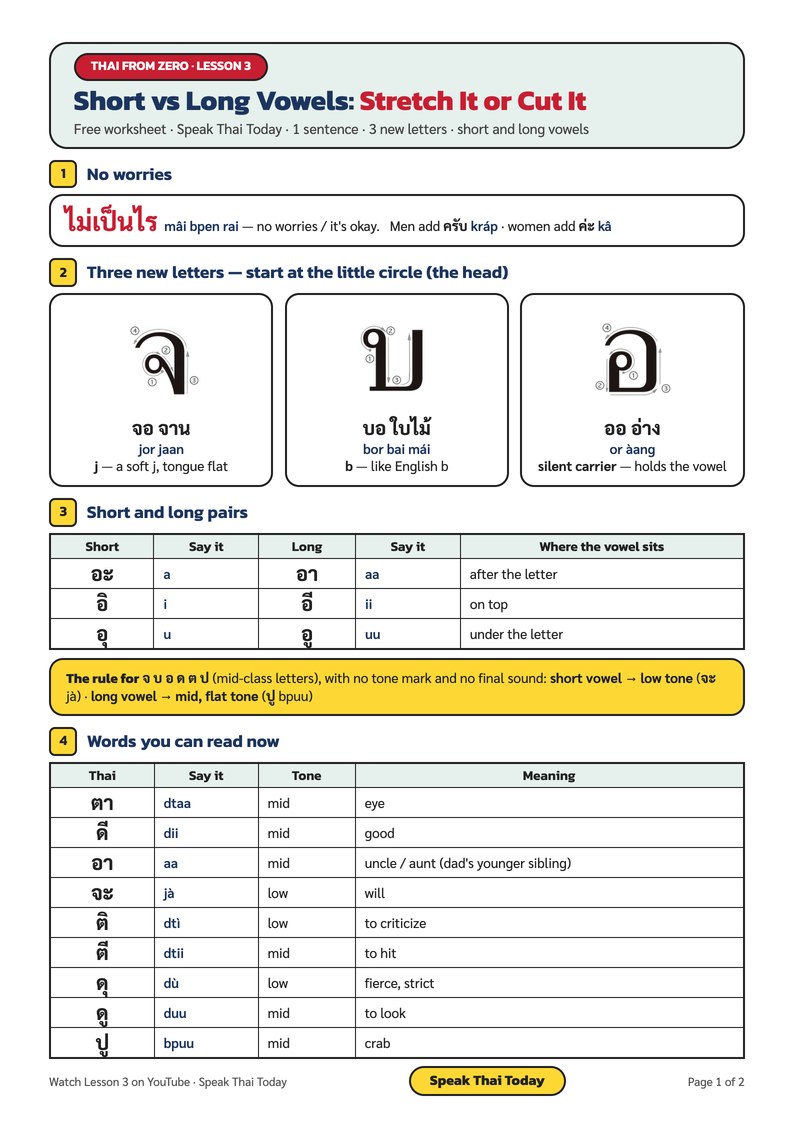 THAI FROM ZERO · LESSON 3
Short vs Long Vowels: Stretch It or Cut It
Free worksheet · Speak Thai Today · 1 sentence · 3 new letters · short and long vowels
1 No worries
ไม่เป็นไร mâi bpen rai — no worries / it's okay. Men add ครับ kráp · women add ค่ะ kâ
2 Three new letters — start at the little circle (the head)
จ บ อ
① ② ③ ④ ① ② ③ ① ② ③ ④
จอ จาน บอ ใบไม้ ออ อ่าง
jor jaan bor bai mái or àang
j — a soft j, tongue flat b — like English b silent carrier — holds the vowel
3 Short and long pairs
Short Say it Long Say it Where the vowel sits
อะ a อา aa after the letter
อิ i อี ii on top
อุ u อู uu under the letter
The rule for จ บ อ ด ต ป (mid-class letters), with no tone mark and no final sound: short vowel → low tone (จะ
jà) · long vowel → mid, flat tone (ปู bpuu)
4 Words you can read now
Thai Say it Tone Meaning
ตา dtaa mid eye
ดี dii mid good
อา aa mid uncle / aunt (dad's younger sibling)
จะ jà low will
ติ dtì low to criticize
ตี dtii mid to hit
ดุ dù low fierce, strict
ดู duu mid to look
ปู bpuu mid crab
Watch Lesson 3 on YouTube · Speak Thai Today Speak Thai Today Page 1 of 2